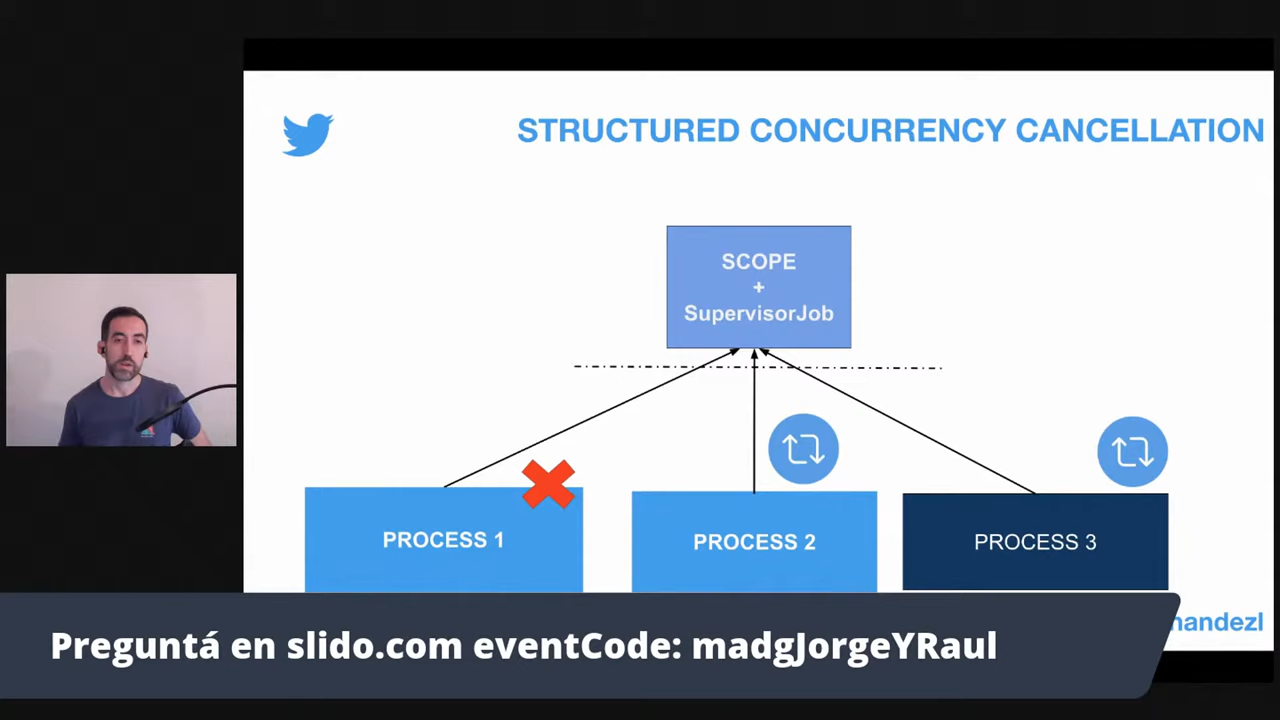 STRUCTURED CONCURRENCY CANCELLATION
SCOPE
+
SupervisorJob
PROCESS 1
PROCESS 2
PROCESS 3
nandezl
Preguntá en slido.com eventCode: madgJorgeYRaul